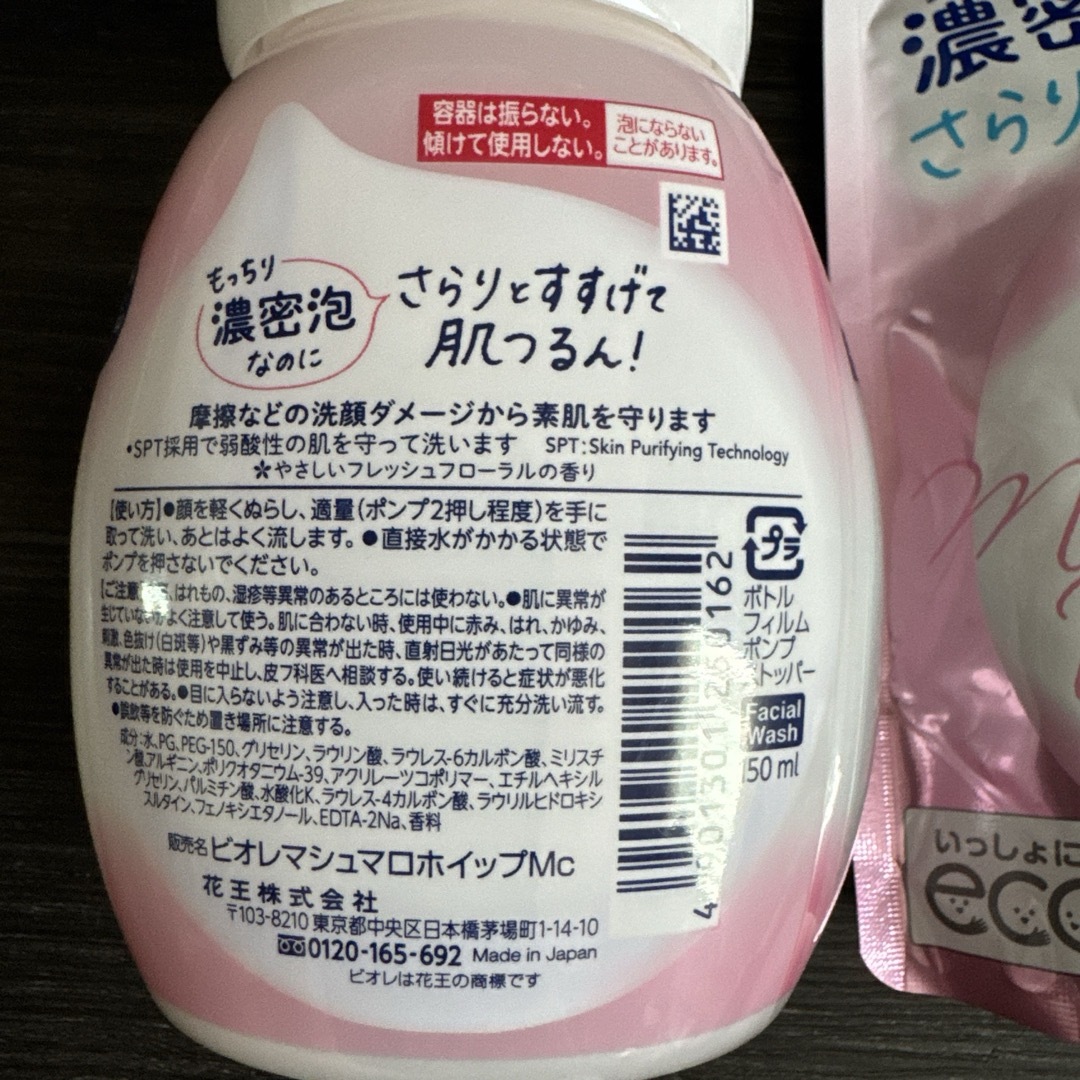 容器は振らない。
傾けて使用しない。
泡にならない
ことがあります。
もっちり
濃密泡
なのに
さらりとすすげて
肌つるん!
摩擦などの洗顔ダメージから素肌を守ります
•SPT採用で弱酸性の肌を守って洗います SPT:Skin Purifying Technology
＊やさしいフレッシュフローラルの香り
【使い方】●顔を軽くぬらし、適量(ポンプ2押し程度)を手に
取って洗い、あとはよく流します。●直接水がかかる状態で
ポンプを押さないでください。
【ご注意 はれもの、湿疹等異常のあるところには使わない。●肌に異常が
生じていないかよく注意して使う。肌に合わない時、使用中に赤み、はれ、かゆみ、
刺激、色抜け(白斑等)や黒ずみ等の異常が出た時、直射日光があたって同様の
異常が出た時は使用を中止し、皮フ科医へ相談する。使い続けると症状が悪化
することがある。●目に入らないよう注意し、入った時は、すぐに充分洗い流す。
●誤飲等を防ぐため置き場所に注意する。
成分:水、PG、PEG-150、グリセリン、ラウリン酸、ラウレス-6カルボン酸、ミリスチ
ン酸、アルギニン、ポリクオタニウム-39、アクリレーツコポリマー、エチルヘキシル
グリセリン、パルミチン酸、水酸化K、ラウレス-4カルボン酸、ラウリルヒドロキシ
スルタイン、フェノキシエタノール、EDTA-2Na、香料
販売名 ビオレマシュマロホイップMc
花王株式会社
〒103-8210 東京都中央区日本橋茅場町1-14-10
0120-165-692 Made in Japan
ビオレは花王の商標です
プラ
ボトル
フィルム
ポンプ
ストッパー
Facial
Wash
150 ml
4 901301 260162
濃密
さらり
いっしょに
eco